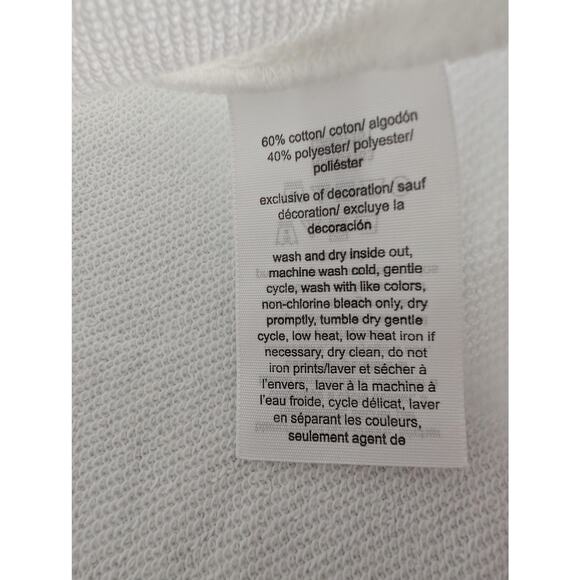 60% cotton/ coton/ algodón
40% polyester/ polyester/
poliéster
exclusive of decoration/ sauf
décoration/ excluye la
decoración
wash and dry inside out,
machine wash cold, gentle
cycle, wash with like colors,
non-chlorine bleach only, dry
promptly, tumble dry gentle
cycle, low heat, low heat iron if
necessary, dry clean, do not
iron prints/laver et sécher à
l'envers, laver à la machine à
l'eau froide, cycle délicat, laver
en séparant les couleurs,
seulement agent de